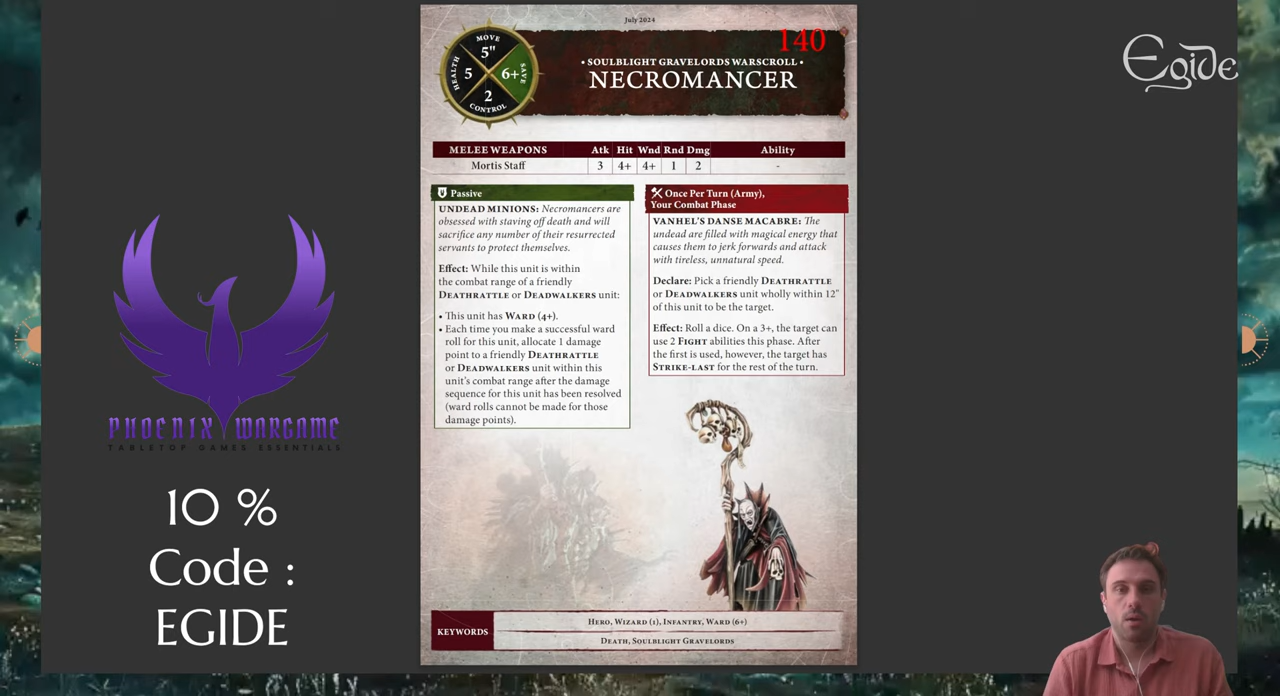 July 2024
140
MOVE
5"
HEALTH
5
6+
SAVE
2
CONTROL
• SOULBLIGHT GRAVELORDS WARSCROLL •
NECROMANCER
Egide
MELEE WEAPONS Atk Hit Wnd Rnd Dmg Ability
Mortis Staff 3 4+ 4+ 1 2 -
Passive
UNDEAD MINIONS: Necromancers are
obsessed with staving off death and will
sacrifice any number of their resurrected
servants to protect themselves.
Effect: While this unit is within
the combat range of a friendly
DEATHRATTLE or DEADWALKERS unit:
• This unit has WARD (4+).
• Each time you make a successful ward
roll for this unit, allocate 1 damage
point to a friendly DEATHRATTLE
or DEADWALKERS unit within this
unit's combat range after the damage
sequence for this unit has been resolved
(ward rolls cannot be made for those
damage points).
Once Per Turn (Army),
Your Combat Phase
VANHEL'S DANSE MACABRE: The
undead are filled with magical energy that
causes them to jerk forwards and attack
with tireless, unnatural speed.
Declare: Pick a friendly DEATHRATTLE
or DEADWALKERS unit wholly within 12"
of this unit to be the target.
Effect: Roll a dice. On a 3+, the target can
use 2 FIGHT abilities this phase. After
the first is used, however, the target has
STRIKE-LAST for the rest of the turn.
KEYWORDS
HERO, WIZARD (1), INFANTRY, WARD (6+)
DEATH, SOULBLIGHT GRAVELORDS
PHOENIX WARGAME
TABLETOP GAMES ESSENTIALS
10 %
Code :
EGIDE